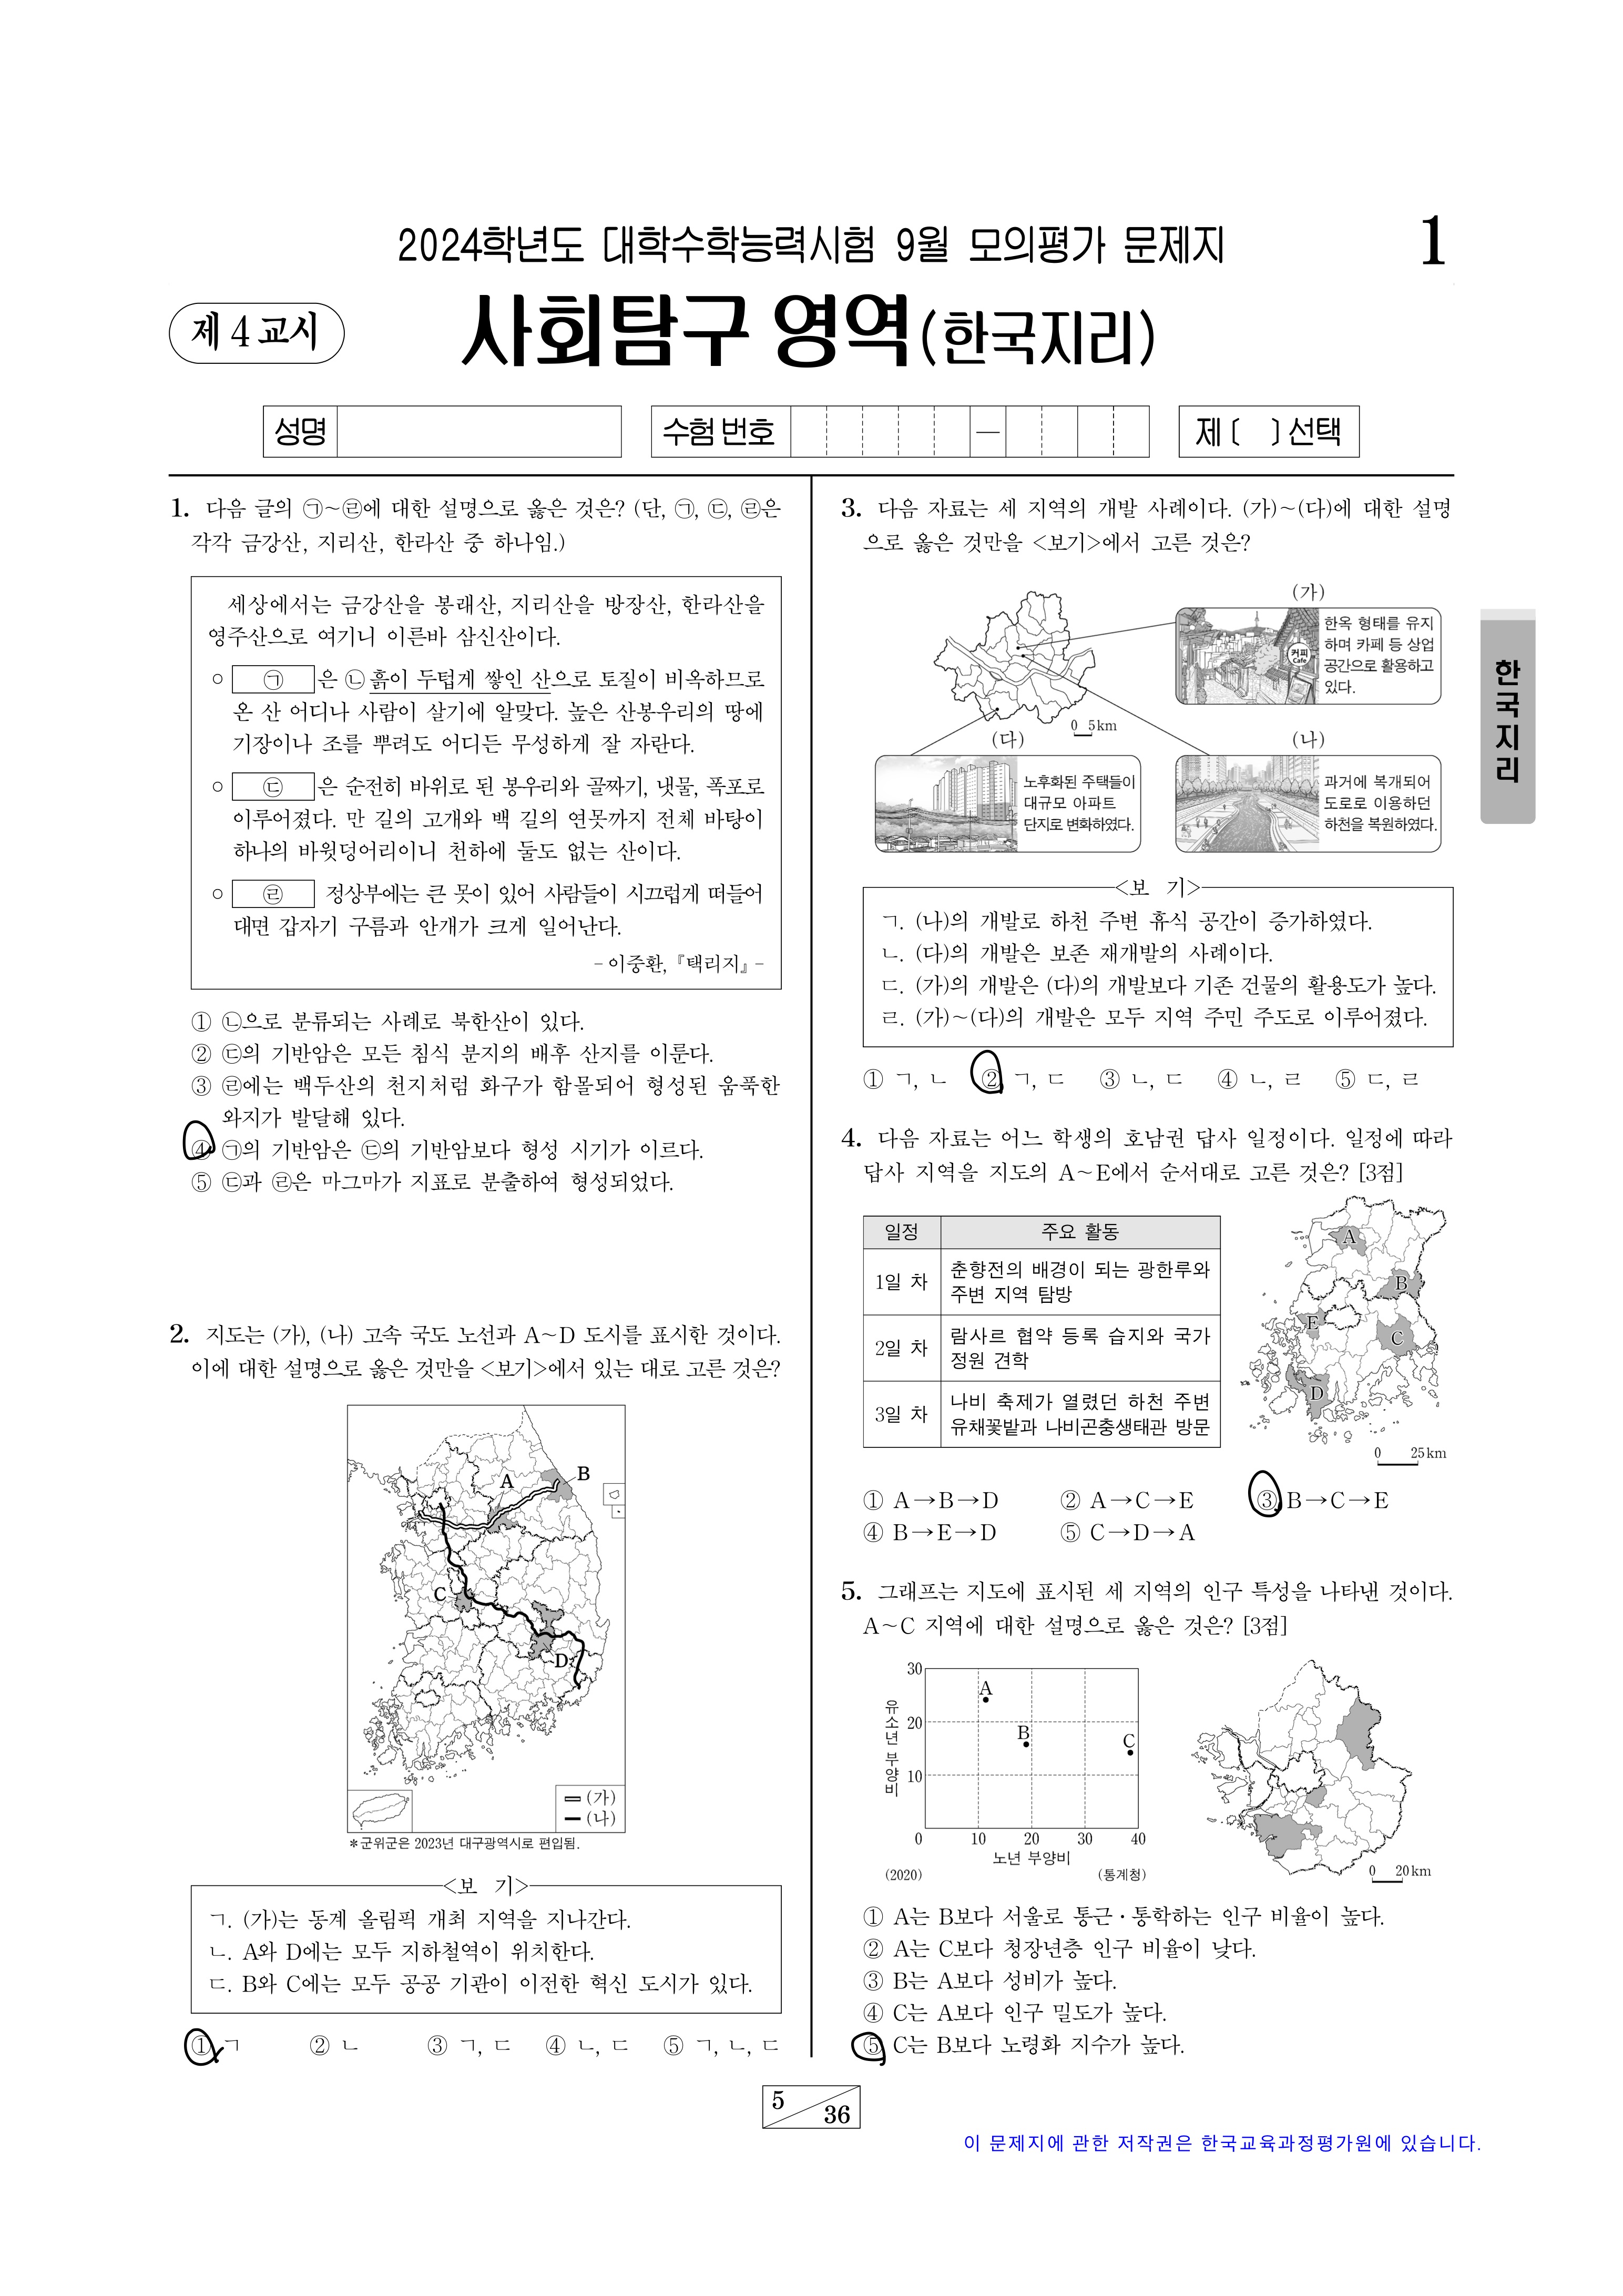 2024학년도 대학수학능력시험 9월 모의평가 문제지
1
제 4 교시
사회탐구 영역(한국지리)
성명
수험 번호
—
제 [ ] 선택
1. 다음 글의 ㉠~㉣에 대한 설명으로 옳은 것은? (단, ㉠, ㉢, ㉣은
각각 금강산, 지리산, 한라산 중 하나임.)
세상에서는 금강산을 봉래산, 지리산을 방장산, 한라산을
영주산으로 여기니 이른바 삼신산이다.
○ ㉠ 은 ㉡ 흙이 두텁게 쌓인 산으로 토질이 비옥하므로
온 산 어디나 사람이 살기에 알맞다. 높은 산봉우리의 땅에
기장이나 조를 뿌려도 어디든 무성하게 잘 자란다.
○ ㉢ 은 순전히 바위로 된 봉우리와 골짜기, 냇물, 폭포로
이루어졌다. 만 길의 고개와 백 길의 연못까지 전체 바탕이
하나의 바윗덩어리이니 천하에 둘도 없는 산이다.
○ ㉣ 정상부에는 큰 못이 있어 사람들이 시끄럽게 떠들어
대면 갑자기 구름과 안개가 크게 일어난다.
- 이중환, 『택리지』 -
① ㉡으로 분류되는 사례로 북한산이 있다.
② ㉢의 기반암은 모든 침식 분지의 배후 산지를 이룬다.
③ ㉣에는 백두산의 천지처럼 화구가 함몰되어 형성된 움푹한
와지가 발달해 있다.
④ ㉠의 기반암은 ㉢의 기반암보다 형성 시기가 이르다.
⑤ ㉢과 ㉣은 마그마가 지표로 분출하여 형성되었다.
2. 지도는 (가), (나) 고속 국도 노선과 A~D 도시를 표시한 것이다.
이에 대한 설명으로 옳은 것만을 <보기>에서 있는 대로 고른 것은?
A
B
C
D
(가)
(나)
*군위군은 2023년 대구광역시로 편입됨.
<보 기>
ㄱ. (가)는 동계 올림픽 개최 지역을 지나간다.
ㄴ. A와 D에는 모두 지하철역이 위치한다.
ㄷ. B와 C에는 모두 공공 기관이 이전한 혁신 도시가 있다.
① ㄱ ② ㄴ ③ ㄱ, ㄷ ④ ㄴ, ㄷ ⑤ ㄱ, ㄴ, ㄷ
3. 다음 자료는 세 지역의 개발 사례이다. (가)~(다)에 대한 설명
으로 옳은 것만을 <보기>에서 고른 것은?
(가)
커피
Cafe
한옥 형태를 유지
하며 카페 등 상업
공간으로 활용하고
있다.
0 5km
(다)
노후화된 주택들이
대규모 아파트
단지로 변화하였다.
(나)
과거에 복개되어
도로로 이용하던
하천을 복원하였다.
<보 기>
ㄱ. (나)의 개발로 하천 주변 휴식 공간이 증가하였다.
ㄴ. (다)의 개발은 보존 재개발의 사례이다.
ㄷ. (가)의 개발은 (다)의 개발보다 기존 건물의 활용도가 높다.
ㄹ. (가)~(다)의 개발은 모두 지역 주민 주도로 이루어졌다.
① ㄱ, ㄴ ② ㄱ, ㄷ ③ ㄴ, ㄷ ④ ㄴ, ㄹ ⑤ ㄷ, ㄹ
4. 다음 자료는 어느 학생의 호남권 답사 일정이다. 일정에 따라
답사 지역을 지도의 A~E에서 순서대로 고른 것은? [3점]
일정 주요 활동
1일 차 춘향전의 배경이 되는 광한루와
주변 지역 탐방
2일 차 람사르 협약 등록 습지와 국가
정원 견학
3일 차 나비 축제가 열렸던 하천 주변
유채꽃밭과 나비곤충생태관 방문
A
B
E
C
D
0 25km
① A→B→D ② A→C→E ③ B→C→E
④ B→E→D ⑤ C→D→A
5. 그래프는 지도에 표시된 세 지역의 인구 특성을 나타낸 것이다.
A~C 지역에 대한 설명으로 옳은 것은? [3점]
30
20
10
0
유소년 부양비
A
B
C
10 20 30 40
노년 부양비
(2020) (통계청)
0 20km
① A는 B보다 서울로 통근·통학하는 인구 비율이 높다.
② A는 C보다 청장년층 인구 비율이 낮다.
③ B는 A보다 성비가 높다.
④ C는 A보다 인구 밀도가 높다.
⑤ C는 B보다 노령화 지수가 높다.
한국지리
5
36
이 문제지에 관한 저작권은 한국교육과정평가원에 있습니다.